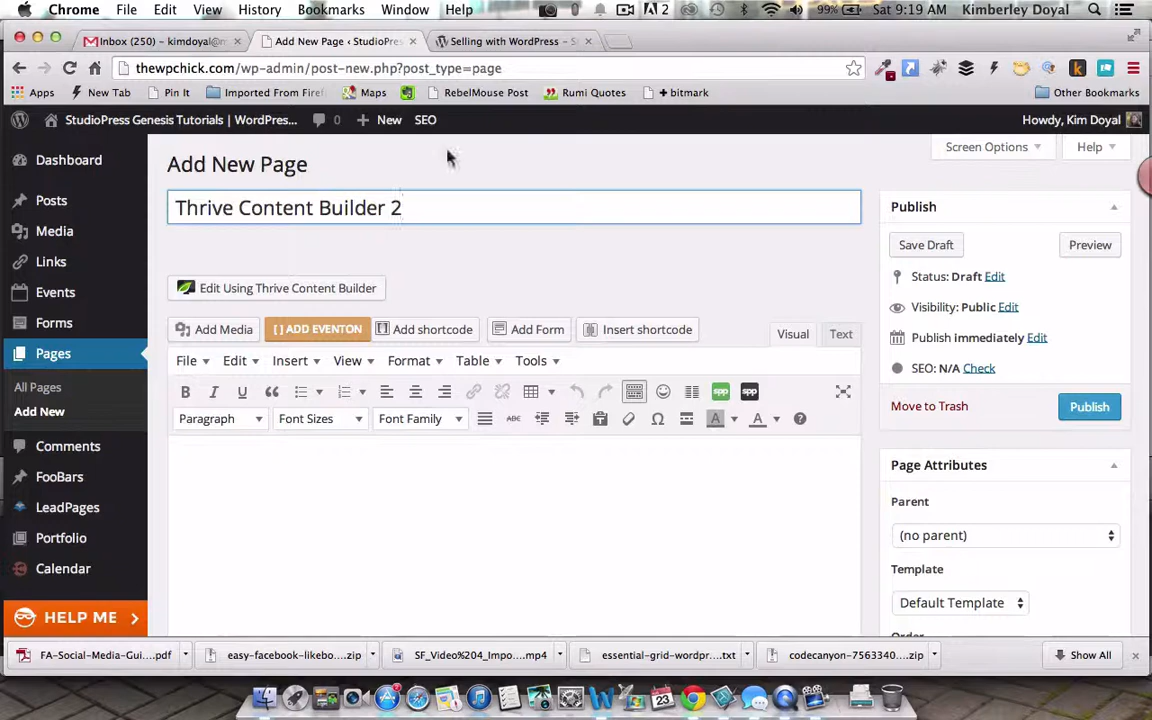 Chrome File Edit View History Bookmarks Window Help A 2 99% Sat 9:19 AM Kimberley Doyal
Inbox (250) – kimdoyal@ Add New Page ‹ StudioPres Selling with WordPress – S
thewpchick.com/wp-admin/post-new.php?post_type=page
Apps New Tab Pin It Imported From Firef Maps RebelMouse Post Rumi Quotes + bitmark Other Bookmarks
StudioPress Genesis Tutorials | WordPress... 0 + New SEO Howdy, Kim Doyal
Screen Options Help
Add New Page
Thrive Content Builder 2
Edit Using Thrive Content Builder
Add Media [ ] ADD EVENTON Add shortcode Add Form Insert shortcode Visual Text
File Edit Insert View Format Table Tools
B I U ABC
Paragraph Font Sizes Font Family
Dashboard
Posts
Media
Links
Events
Forms
Pages
All Pages
Add New
Comments
FooBars
LeadPages
Portfolio
Calendar
HELP ME
Publish
Save Draft Preview
Status: Draft Edit
Visibility: Public Edit
Publish immediately Edit
SEO: N/A Check
Move to Trash Publish
Page Attributes
Parent
(no parent)
Template
Default Template
Order
FA-Social-Media-Gui....pdf easy-facebook-likebo....zip SF_Video%204_Impo....mp4 essential-grid-wordpr....txt codecanyon-7563340....zip Show All